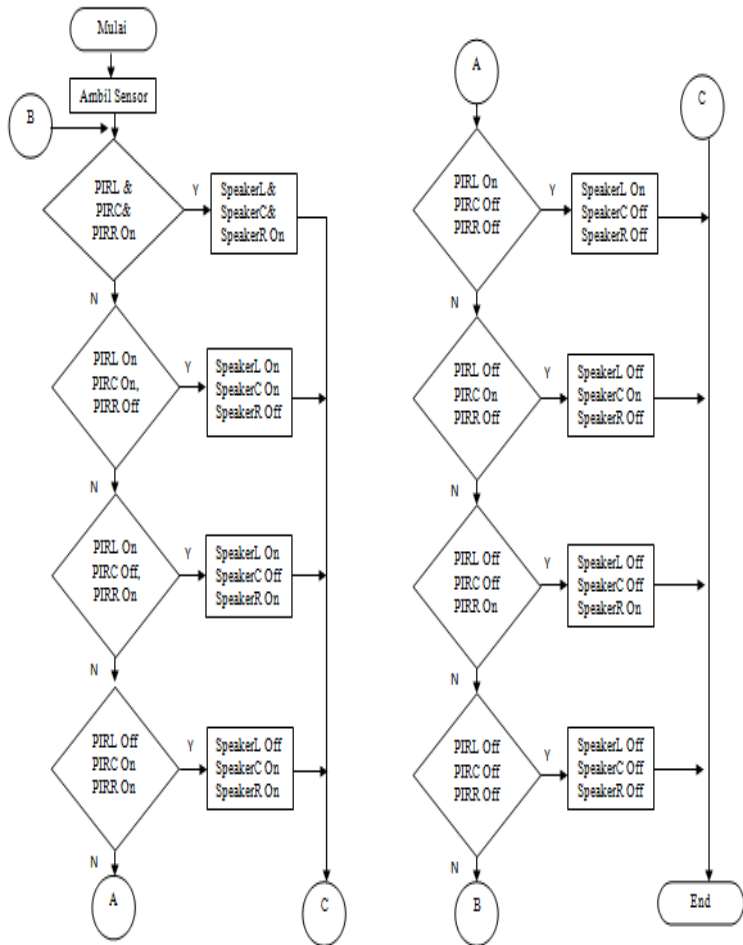 Mulai
Ambil Sensor
B
PIRL &
PIRC&
PIRR On
Y
SpeakerL&
SpeakerC&
SpeakerR On
N
PIRL On
PIRC On,
PIRR Off
Y
SpeakerL On
SpeakerC On
SpeakerR Off
N
PIRL On
PIRC Off,
PIRR On
Y
SpeakerL On
SpeakerC Off
SpeakerR On
N
PIRL Off
PIRC On
PIRR On
Y
SpeakerL Off
SpeakerC On
SpeakerR On
N
A
C
A
C
PIRL On
PIRC Off
PIRR Off
Y
SpeakerL On
SpeakerC Off
SpeakerR Off
N
PIRL Off
PIRC On
PIRR Off
Y
SpeakerL Off
SpeakerC On
SpeakerR Off
N
PIRL Off
PIRC Off
PIRR On
Y
SpeakerL Off
SpeakerC Off
SpeakerR On
N
PIRL Off
PIRC Off
PIRR Off
Y
SpeakerL Off
SpeakerC Off
SpeakerR Off
N
B
End